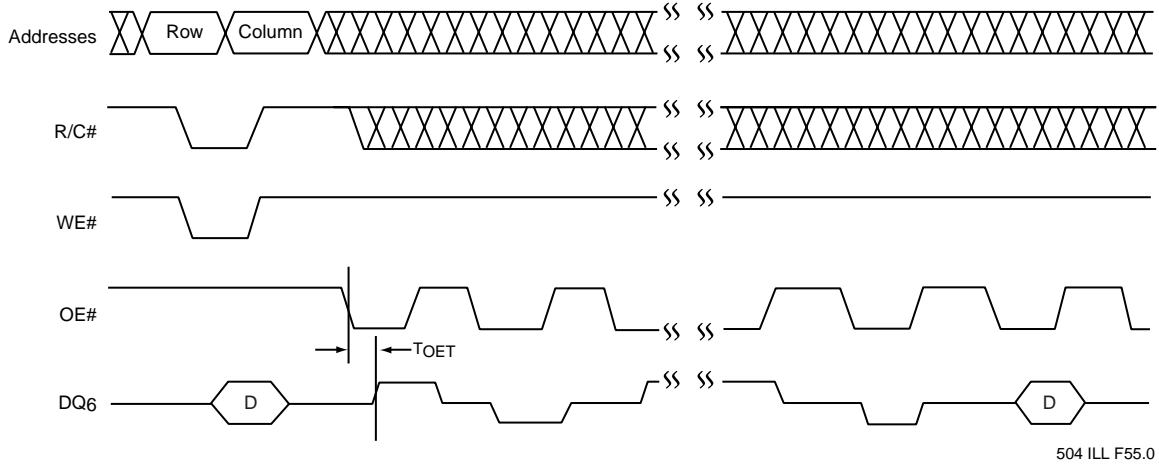 Addresses Row Column
R/C#
WE#
OE#
TOET
DQ6 D D
504 ILL F55.0